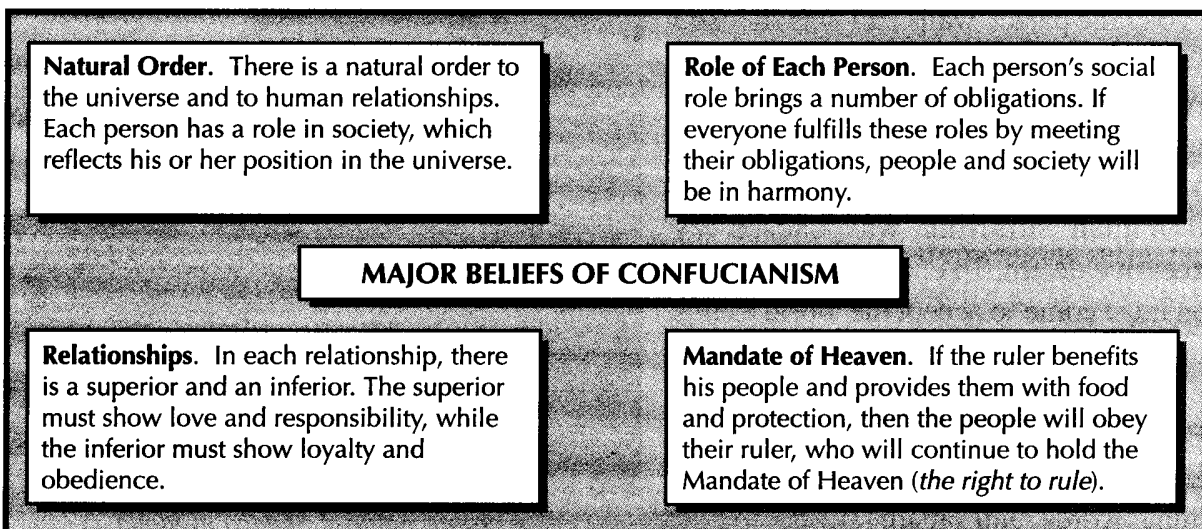 Natural Order. There is a natural order to
the universe and to human relationships.
Each person has a role in society, which
reflects his or her position in the universe.
Role of Each Person. Each person's social
role brings a number of obligations. If
everyone fulfills these roles by meeting
their obligations, people and society will
be in harmony.
MAJOR BELIEFS OF CONFUCIANISM
Relationships. In each relationship, there
is a superior and an inferior. The superior
must show love and responsibility, while
the inferior must show loyalty and
obedience.
Mandate of Heaven. If the ruler benefits
his people and provides them with food
and protection, then the people will obey
their ruler, who will continue to hold the
Mandate of Heaven (the right to rule).